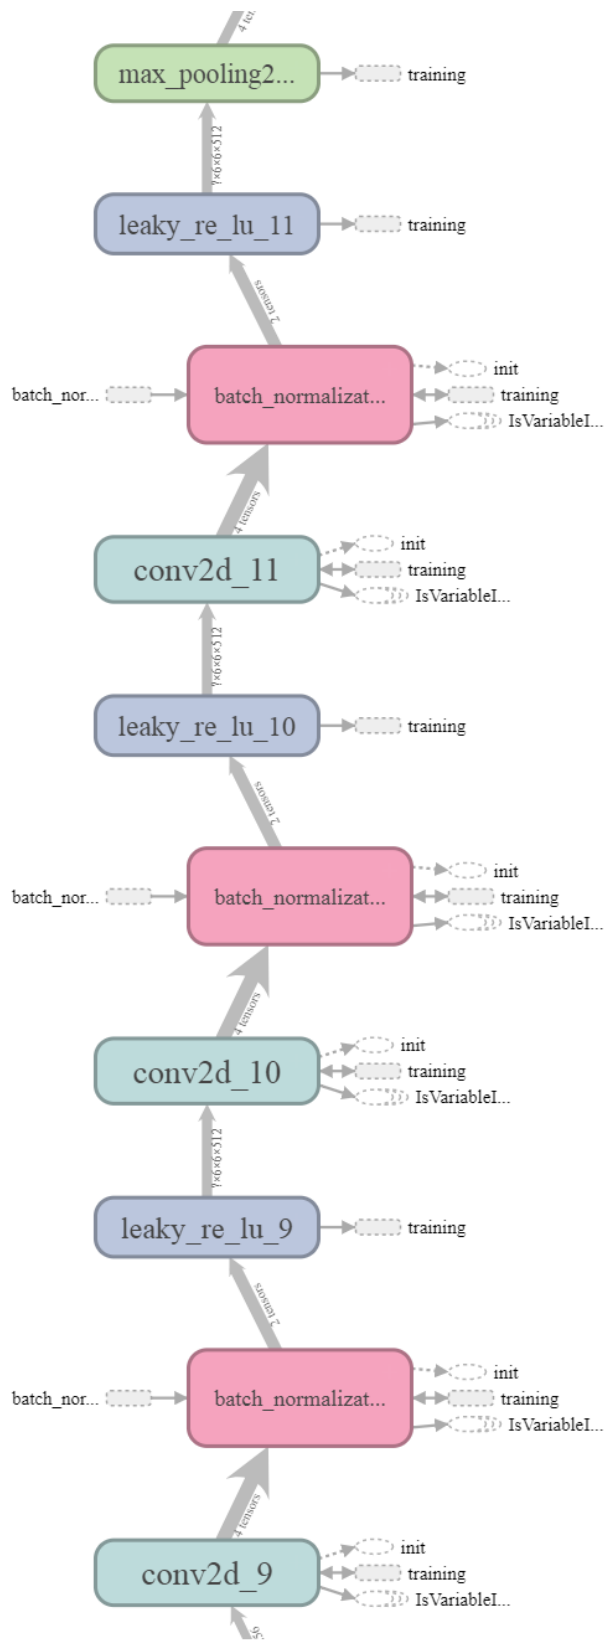 4 ten
max_pooling2...
training
?×6×6×512
leaky_re_lu_11
training
2 tensors
init
batch_nor...
batch_normalizat...
training
IsVariableI...
4 tensors
init
conv2d_11
training
IsVariableI...
?×6×6×512
leaky_re_lu_10
training
2 tensors
init
batch_nor...
batch_normalizat...
training
IsVariableI...
4 tensors
init
conv2d_10
training
IsVariableI...
?×6×6×512
leaky_re_lu_9
training
2 tensors
init
batch_nor...
batch_normalizat...
training
IsVariableI...
4 tensors
init
conv2d_9
training
IsVariableI...